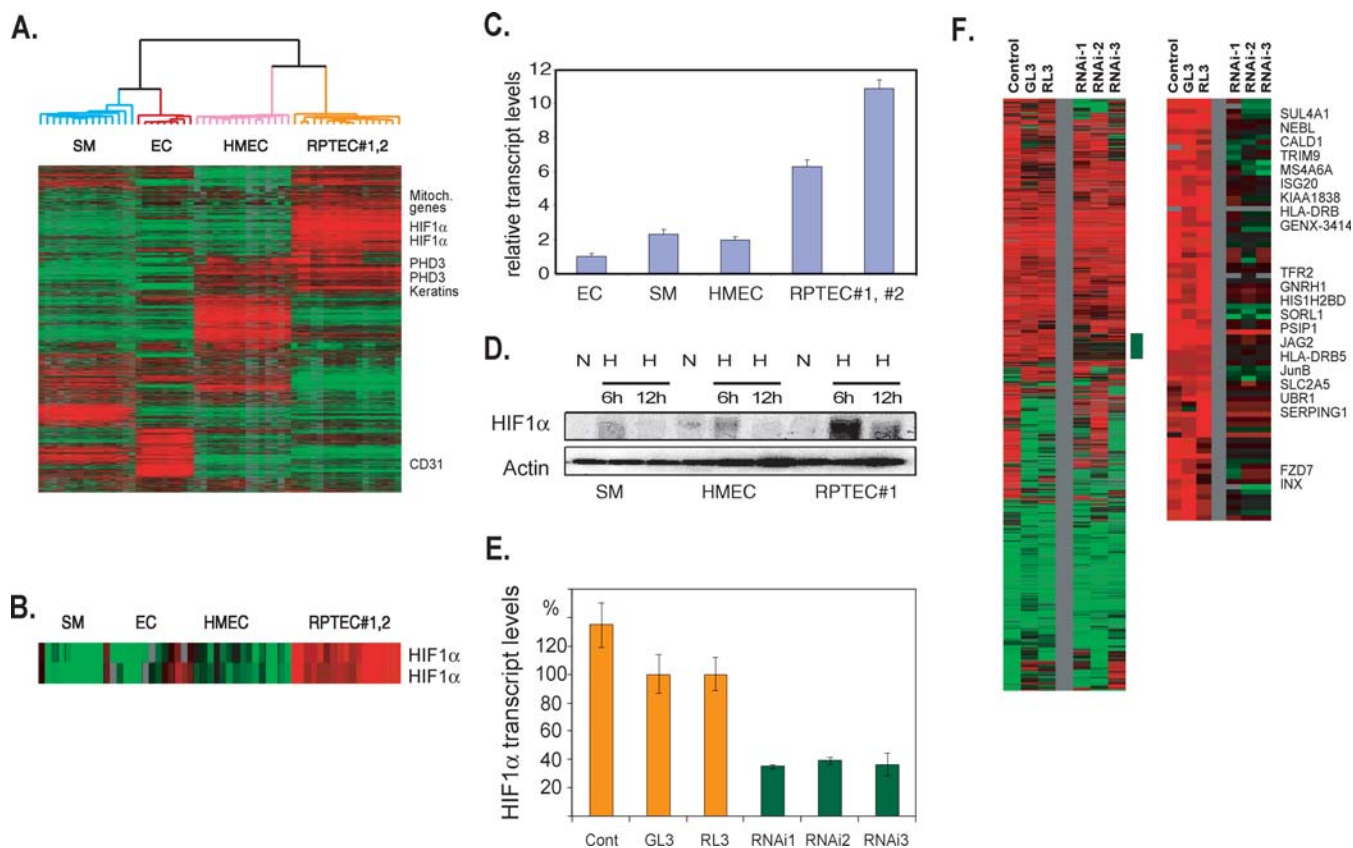 A.
SM EC HMEC RPTEC#1,2
Mitoch.
genes
HIF1α
HIF1α
PHD3
PHD3
Keratins
CD31
B.
SM EC HMEC RPTEC#1,2
HIF1α
HIF1α
C.
relative transcript levels
12
10
8
6
4
2
0
EC SM HMEC RPTEC#1, #2
D.
N H H N H H N H H
6h 12h 6h 12h 6h 12h
HIF1α
Actin
SM HMEC RPTEC#1
E.
HIF1α transcript levels
%
120
100
80
60
40
20
Cont GL3 RL3 RNAi1 RNAi2 RNAi3
F.
Control GL3 RL3 RNAi-1 RNAi-2 RNAi-3
Control GL3 RL3 RNAi-1 RNAi-2 RNAi-3
SUL4A1
NEBL
CALD1
TRIM9
MS4A6A
ISG20
KIAA1838
HLA-DRB
GENX-3414
TFR2
GNRH1
HIS1H2BD
SORL1
PSIP1
JAG2
HLA-DRB5
JunB
SLC2A5
UBR1
SERPING1
FZD7
INX